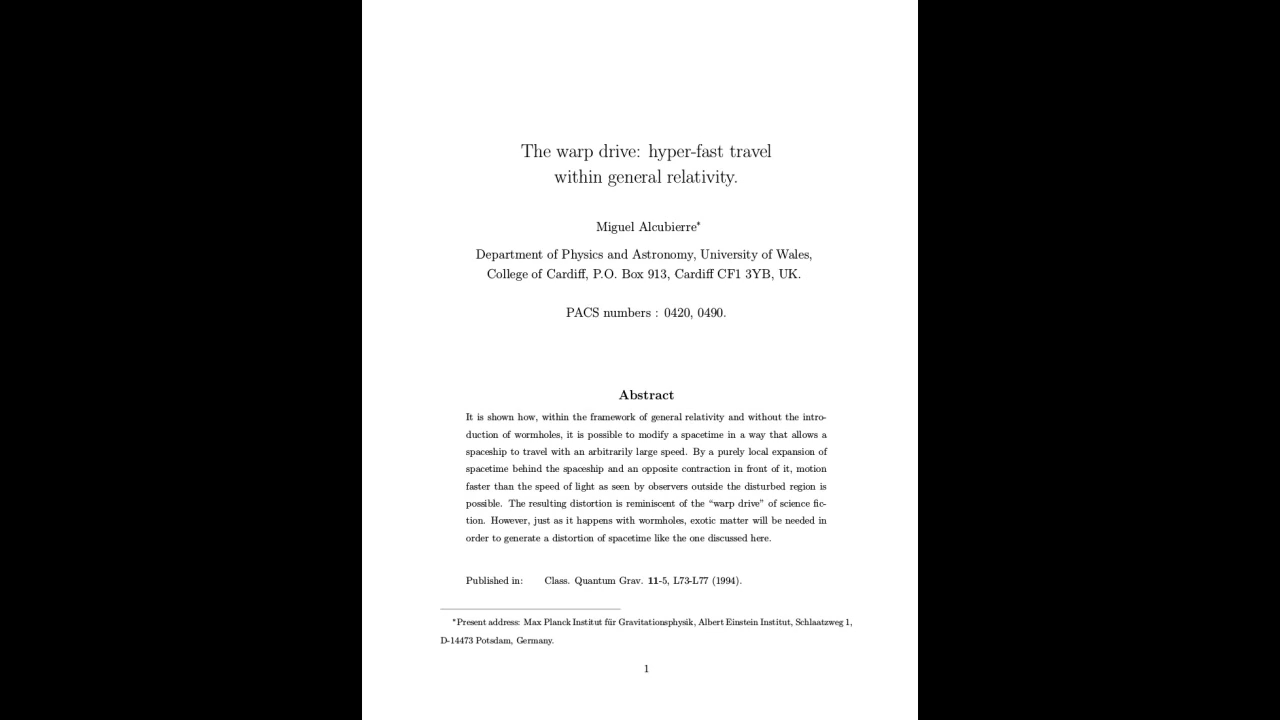 The warp drive: hyper-fast travel
within general relativity.
Miguel Alcubierre*
Department of Physics and Astronomy, University of Wales,
College of Cardiff, P.O. Box 913, Cardiff CF1 3YB, UK.
PACS numbers : 0420, 0490.
Abstract
It is shown how, within the framework of general relativity and without the intro-
duction of wormholes, it is possible to modify a spacetime in a way that allows a
spaceship to travel with an arbitrarily large speed. By a purely local expansion of
spacetime behind the spaceship and an opposite contraction in front of it, motion
faster than the speed of light as seen by observers outside the disturbed region is
possible. The resulting distortion is reminiscent of the “warp drive” of science fic-
tion. However, just as it happens with wormholes, exotic matter will be needed in
order to generate a distortion of spacetime like the one discussed here.
Published in: Class. Quantum Grav. 11-5, L73-L77 (1994).
*Present address: Max Planck Institut für Gravitationsphysik, Albert Einstein Institut, Schlaatzweg 1,
D-14473 Potsdam, Germany.
1